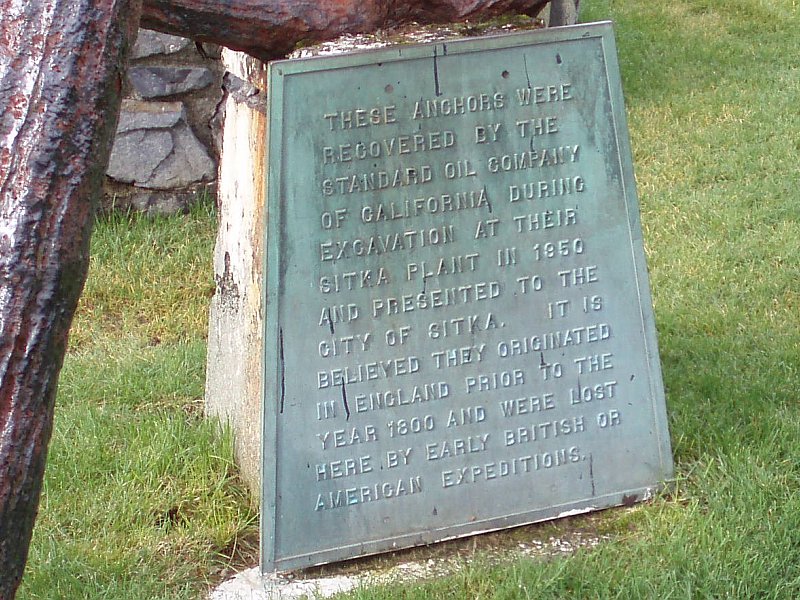 THESE ANCHORS WERE
RECOVERED BY THE
STANDARD OIL COMPANY
OF CALIFORNIA DURING
EXCAVATION AT THEIR
SITKA PLANT IN 1950
AND PRESENTED TO THE
CITY OF SITKA. IT IS
BELIEVED THEY ORIGINATED
IN ENGLAND PRIOR TO THE
YEAR 1800 AND WERE LOST
HERE BY EARLY BRITISH OR
AMERICAN EXPEDITIONS.